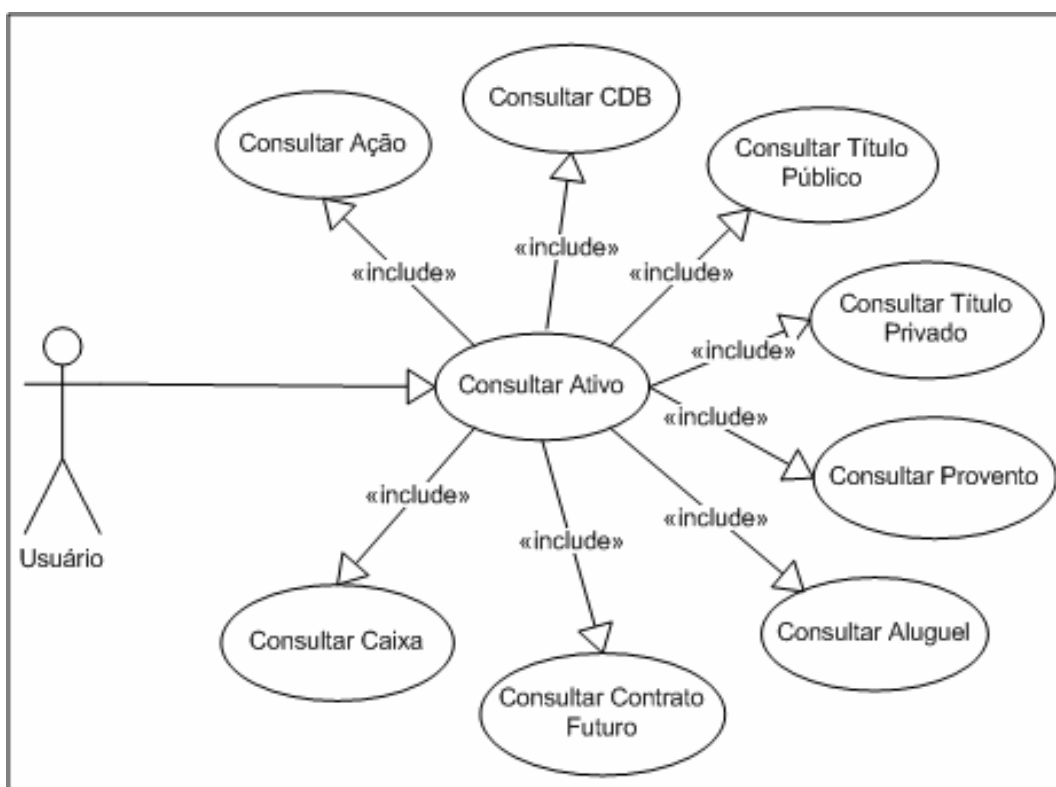 Consultar CDB
Consultar Ação
Consultar Título
Público
«include»
«include»
«include»
Consultar Título
Privado
«include»
Consultar Ativo
«include»
Consultar Provento
«include»
«include»
«include»
Usuário
Consultar Caixa
Consultar Aluguel
Consultar Contrato
Futuro